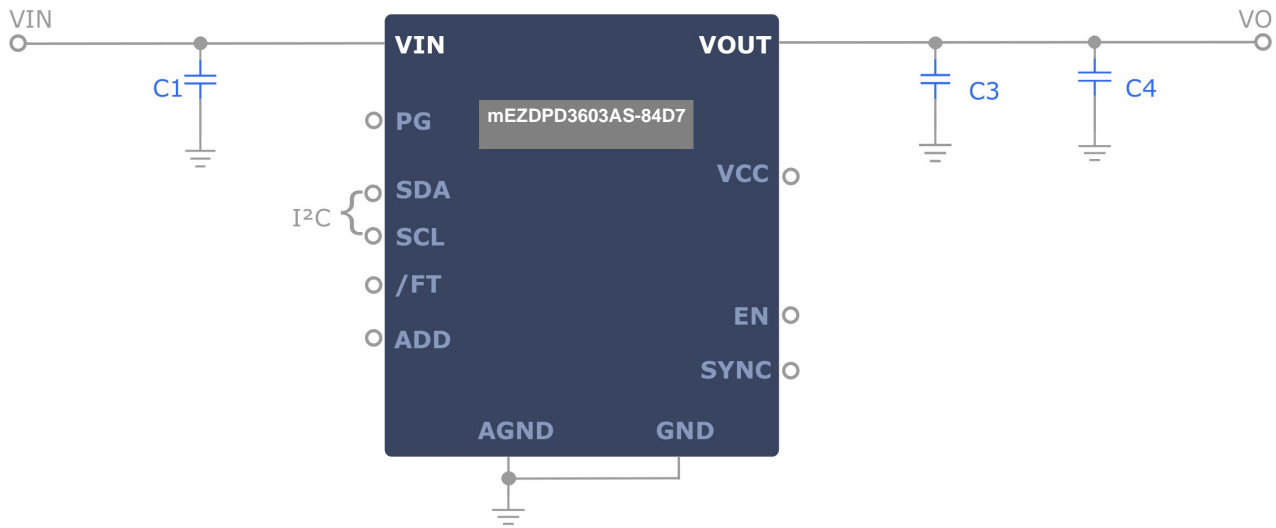 VIN
VO
VIN
VOUT
C1
C3
C4
mEZDPD3603AS-84D7
PG
VCC
SDA
I²C
SCL
/FT
EN
ADD
SYNC
AGND
GND